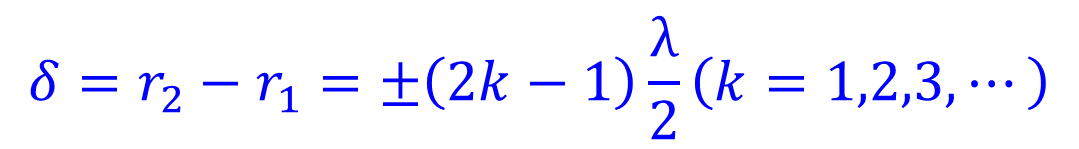 δ = r₂ − r₁ = ±(2k − 1) λ/2 (k = 1,2,3, ⋯ )